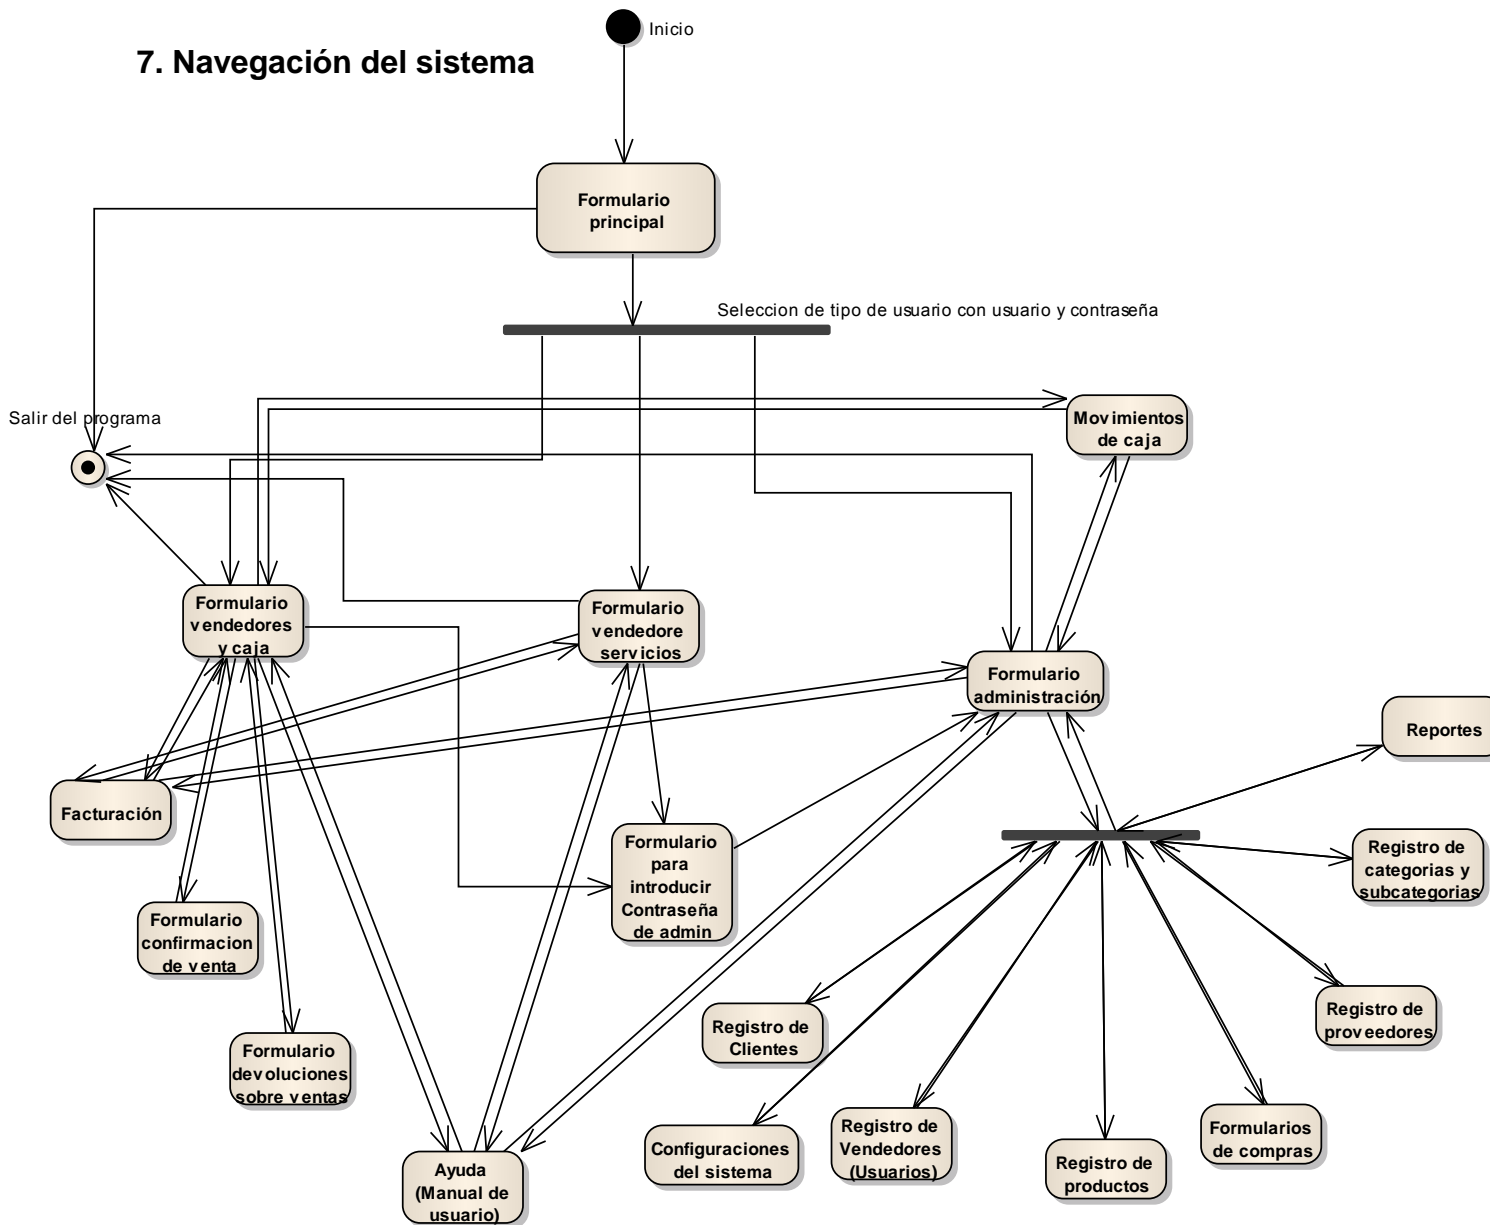 Inicio
7. Navegación del sistema
Formulario
principal
Seleccion de tipo de usuario con usuario y contraseña
Salir del programa
Movimientos
de caja
Formulario
vendedores
y caja
Formulario
vendedore
servicios
Formulario
administración
Reportes
Facturación
Formulario
para
introducir
Contraseña
de admin
Registro de
categorias y
subcategorias
Formulario
confirmacion
de venta
Registro de
Clientes
Registro de
proveedores
Formulario
devoluciones
sobre ventas
Configuraciones
del sistema
Registro de
Vendedores
(Usuarios)
Formularios
de compras
Registro de
productos
Ayuda
(Manual de
usuario)